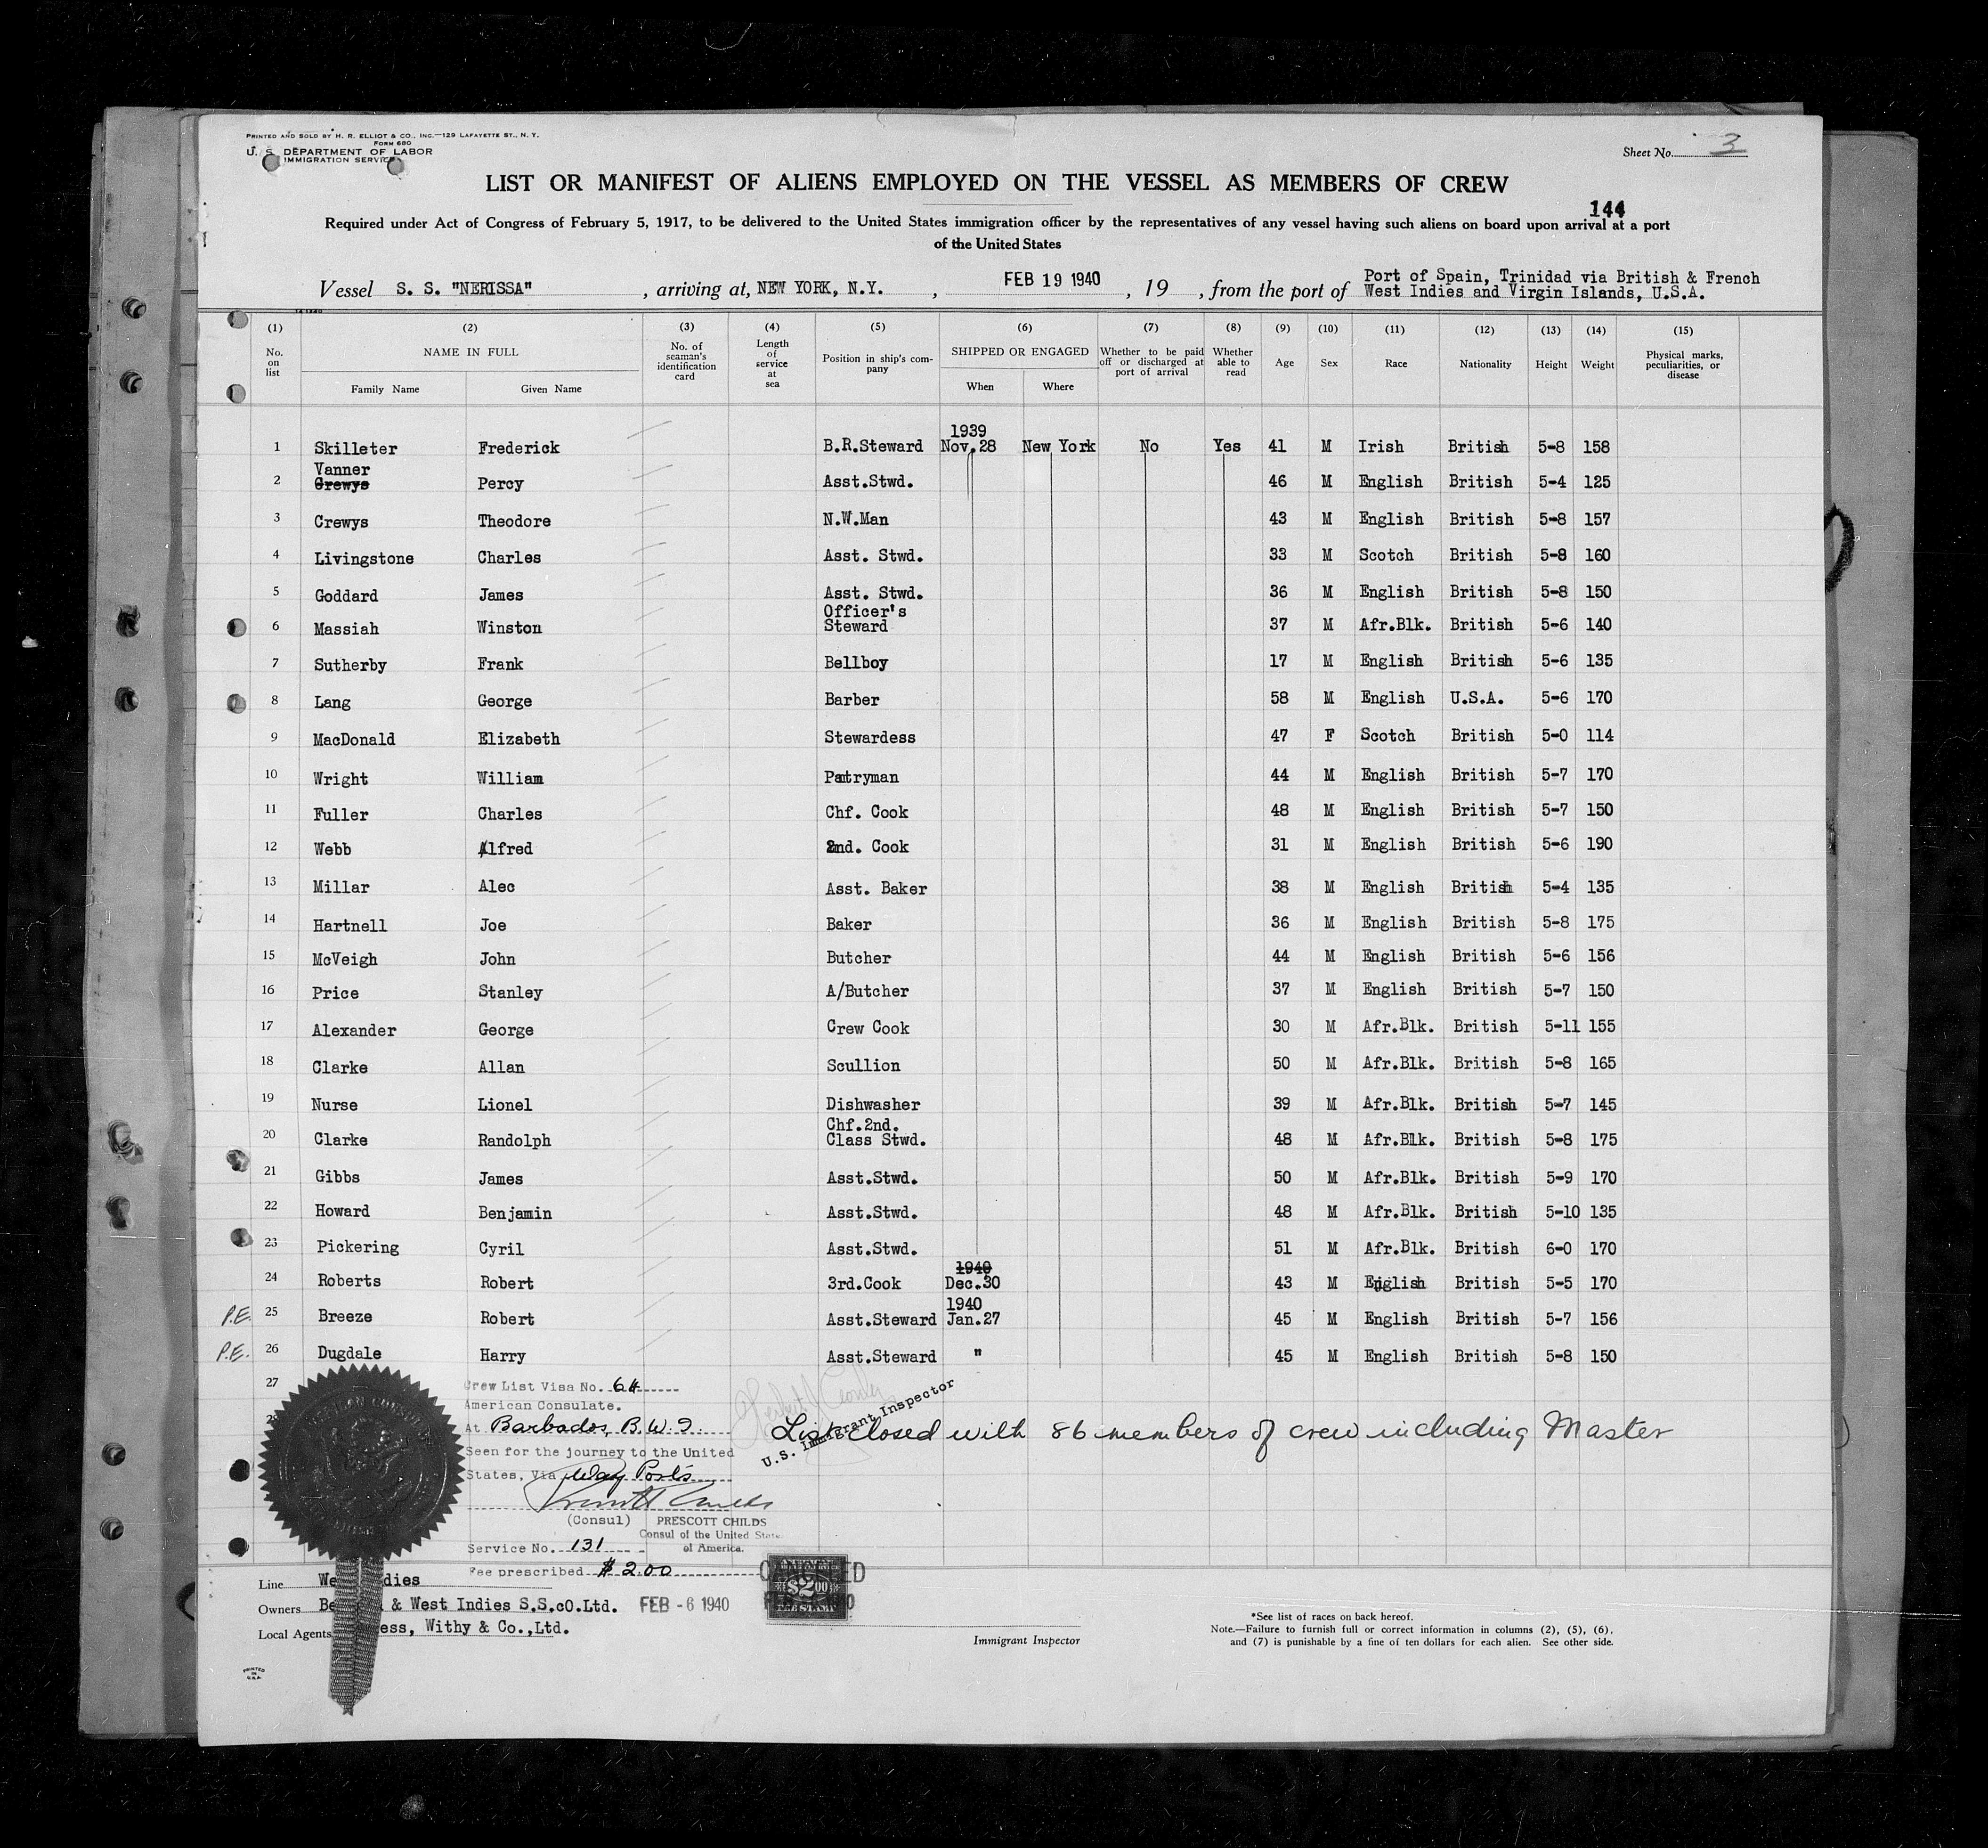 PRINTED AND SOLD BY H. R. ELLIOT & CO., INC.—129 LAFAYETTE ST., N. Y.
FORM 680
U. S. DEPARTMENT OF LABOR
IMMIGRATION SERVICE
Sheet No. 3
LIST OR MANIFEST OF ALIENS EMPLOYED ON THE VESSEL AS MEMBERS OF CREW
144
Required under Act of Congress of February 5, 1917, to be delivered to the United States immigration officer by the representatives of any vessel having such aliens on board upon arrival at a port
of the United States
Vessel S. S. "NERISSA", arriving at, NEW YORK, N.Y., FEB 19 1940, 19 , from the port of Port of Spain, Trinidad via British & French
West Indies and Virgin Islands, U.S.A.
(1) (2) (3) (4) (5) (6) (7) (8) (9) (10) (11) (12) (13) (14) (15)
No. on list NAME IN FULL No. of seaman's identification card Length of service at sea Position in ship's company SHIPPED OR ENGAGED Whether to be paid off or discharged at port of arrival Whether able to read Age Sex Race Nationality Height Weight Physical marks, peculiarities, or disease
Family Name Given Name When Where
1939
1 Skilleter Frederick B.R.Steward Nov.28 New York No Yes 41 M Irish British 5-8 158
Vanner
2 Crewys Percy Asst.Stwd. 46 M English British 5-4 125
3 Crewys Theodore N.W.Man 43 M English British 5-8 157
4 Livingstone Charles Asst. Stwd. 33 M Scotch British 5-8 160
5 Goddard James Asst. Stwd. 36 M English British 5-8 150
Officer's
6 Massiah Winston Steward 37 M Afr.Blk. British 5-6 140
7 Sutherby Frank Bellboy 17 M English British 5-6 135
8 Lang George Barber 58 M English U.S.A. 5-6 170
9 MacDonald Elizabeth Stewardess 47 F Scotch British 5-0 114
10 Wright William Patryman 44 M English British 5-7 170
11 Fuller Charles Chf. Cook 48 M English British 5-7 150
12 Webb Alfred 2nd. Cook 31 M English British 5-6 190
13 Millar Alec Asst. Baker 38 M English British 5-4 135
14 Hartnell Joe Baker 36 M English British 5-8 175
15 McVeigh John Butcher 44 M English British 5-6 156
16 Price Stanley A/Butcher 37 M English British 5-7 150
17 Alexander George Crew Cook 30 M Afr.Blk. British 5-11 155
18 Clarke Allan Scullion 50 M Afr.Blk. British 5-8 165
19 Nurse Lionel Dishwasher 39 M Afr.Blk. British 5-7 145
Chf.2nd.
20 Clarke Randolph Class Stwd. 48 M Afr.Blk. British 5-8 175
21 Gibbs James Asst.Stwd. 50 M Afr.Blk. British 5-9 170
22 Howard Benjamin Asst.Stwd. 48 M Afr.Blk. British 5-10 135
23 Pickering Cyril Asst.Stwd. 51 M Afr.Blk. British 6-0 170
1940
24 Roberts Robert 3rd.Cook Dec.30 43 M English British 5-5 170
1940
P.E. 25 Breeze Robert Asst.Steward Jan.27 45 M English British 5-7 156
P.E. 26 Dugdale Harry Asst.Steward " 45 M English British 5-8 150
27 Crew List Visa No. 64
American Consulate.
At Barbados, B.W.I.
List closed with 86 members of crew including Master
U.S. Immigrant Inspector
Seen for the journey to the United
States, Via Way Ports
(Consul) PRESCOTT CHILDS
Consul of the United State
of America.
Service No. 131
Fee prescribed $2.00
$2.00
FEE STAMP
Line We dies
Owners Be & West Indies S.S.cO.Ltd. FEB - 6 1940
Local Agents ess, Withy & Co.,Ltd.
Immigrant Inspector
*See list of races on back hereof.
Note.—Failure to furnish full or correct information in columns (2), (5), (6),
and (7) is punishable by a fine of ten dollars for each alien. See other side.
PRINTED
IN
U.S.A.